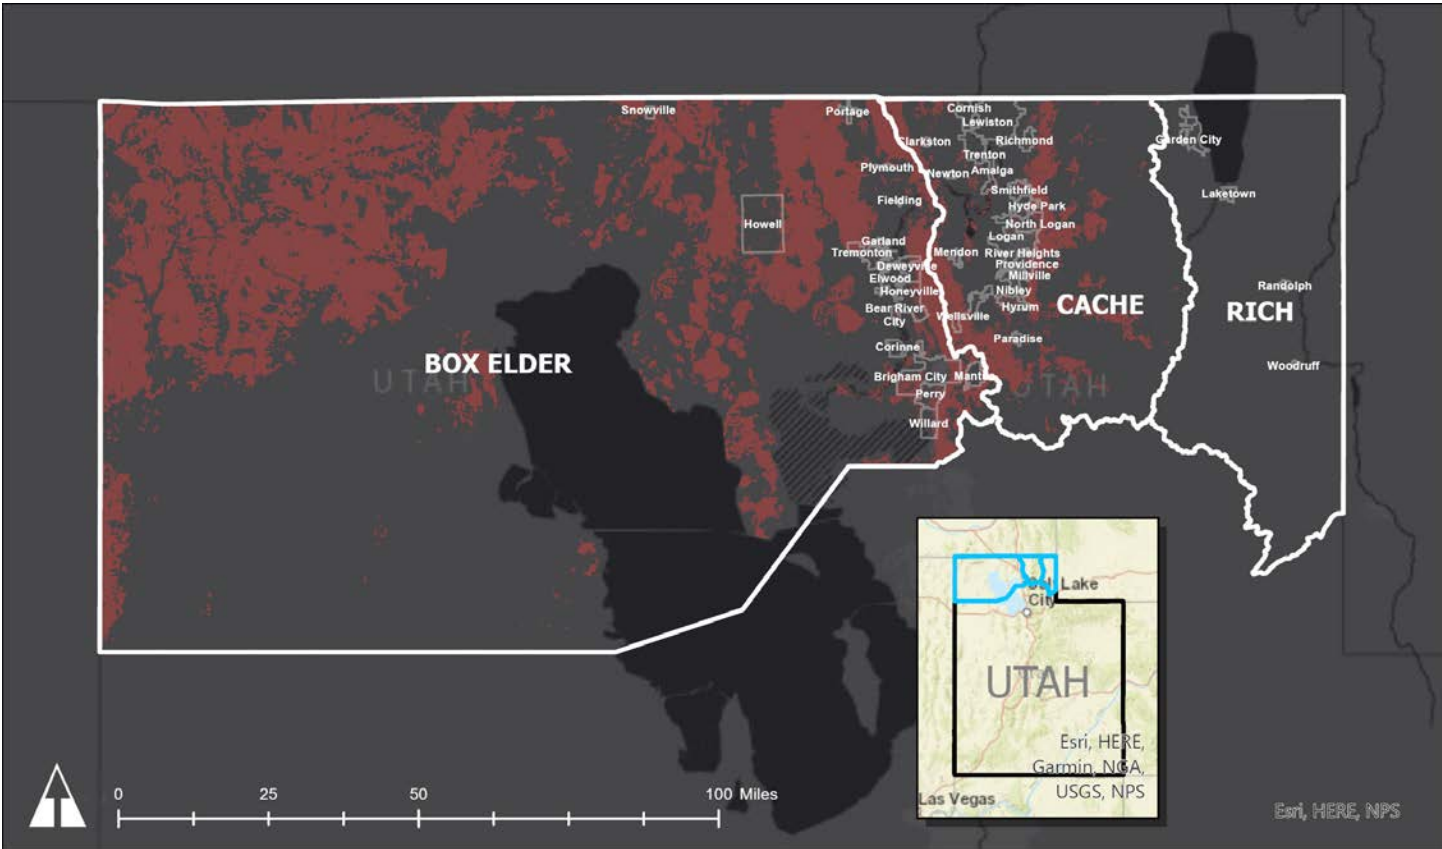 Snowville
Portage
Cornish
Lewiston
Clarkston
Richmond
Garden City
Trenton
Plymouth
Newton
Amalga
Smithfield
Laketown
Fielding
Hyde Park
Howell
North Logan
Logan
Garland
Tremonton
Mendon
River Heights
Deweyville
Providence
Elwood
Millville
Honeyville
Nibley
Randolph
Bear River
City
Hyrum
CACHE
RICH
Wellsville
Paradise
Corinne
BOX ELDER
Woodruff
UTAH
Brigham City
Mantua
UTAH
Perry
Willard
Salt Lake
City
UTAH
Esri, HERE,
Garmin, NGA,
USGS, NPS
Las Vegas
0 25 50 100 Miles
Esri, HERE, NPS